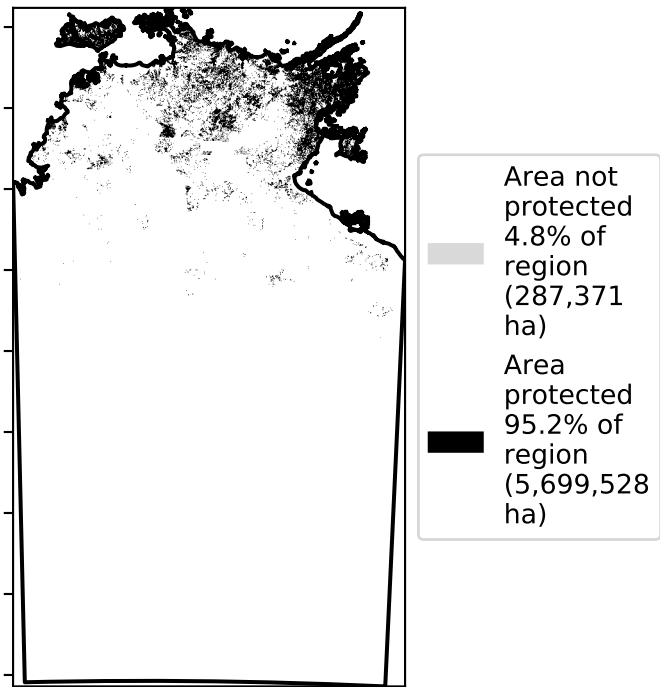 Area not
protected
4.8% of
region
(287,371
ha)
Area
protected
95.2% of
region
(5,699,528
ha)